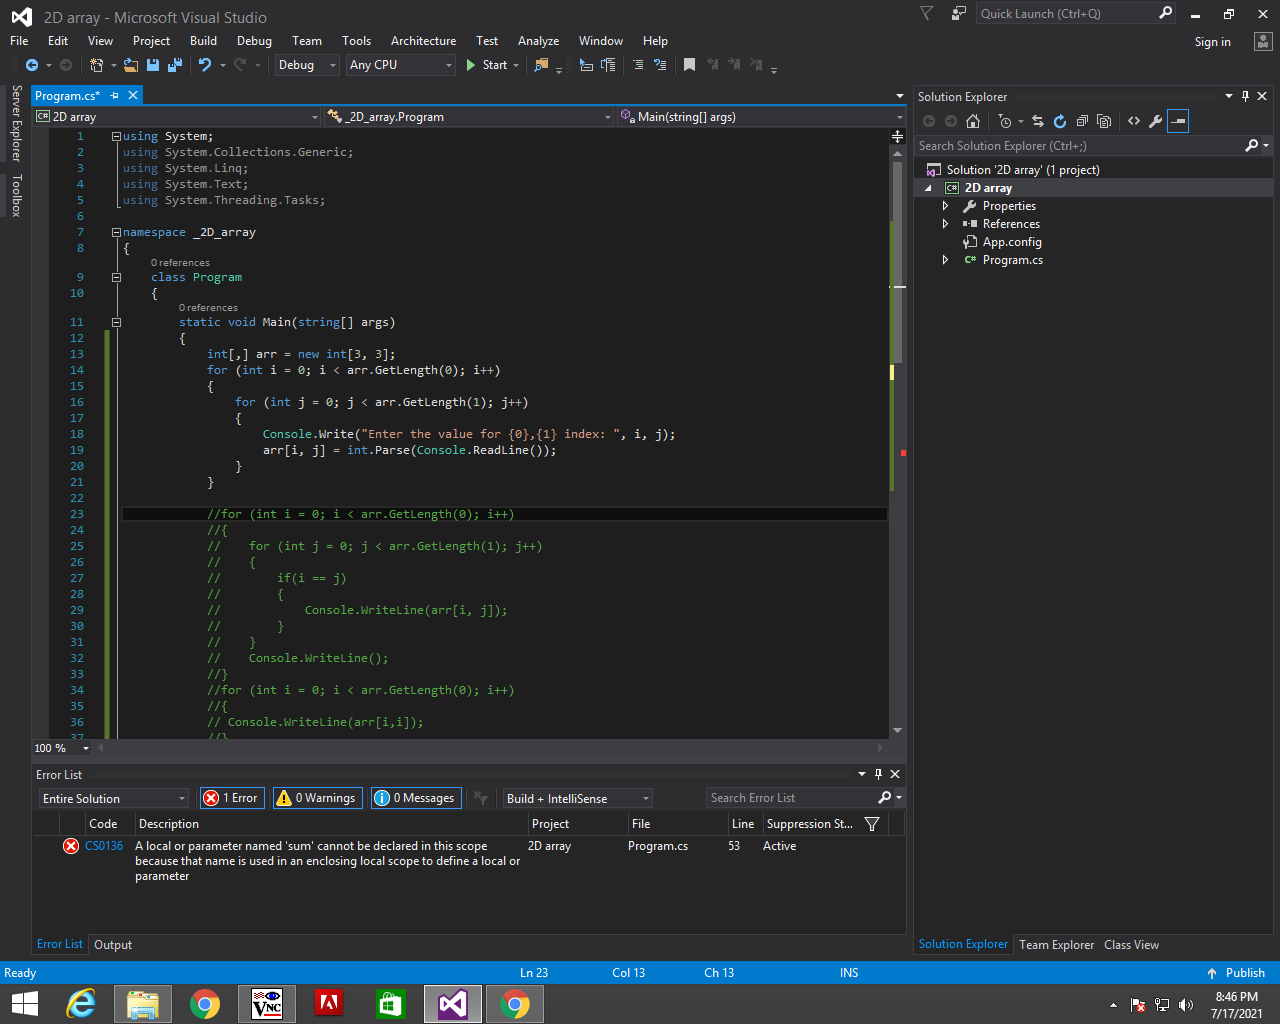 2D array - Microsoft Visual Studio
Quick Launch (Ctrl+Q)
File Edit View Project Build Debug Team Tools Architecture Test Analyze Window Help
Sign in
Debug Any CPU Start
Server Explorer
Toolbox
Program.cs*
2D array _2D_array.Program Main(string[] args)
1 using System;
2 using System.Collections.Generic;
3 using System.Linq;
4 using System.Text;
5 using System.Threading.Tasks;
6
7 namespace _2D_array
8 {
0 references
9 class Program
10 {
0 references
11 static void Main(string[] args)
12 {
13 int[,] arr = new int[3, 3];
14 for (int i = 0; i < arr.GetLength(0); i++)
15 {
16 for (int j = 0; j < arr.GetLength(1); j++)
17 {
18 Console.Write("Enter the value for {0},{1} index: ", i, j);
19 arr[i, j] = int.Parse(Console.ReadLine());
20 }
21 }
22
23 //for (int i = 0; i < arr.GetLength(0); i++)
24 //{
25 // for (int j = 0; j < arr.GetLength(1); j++)
26 // {
27 // if(i == j)
28 // {
29 // Console.WriteLine(arr[i, j]);
30 // }
31 // }
32 // Console.WriteLine();
33 //}
34 //for (int i = 0; i < arr.GetLength(0); i++)
35 //{
36 // Console.WriteLine(arr[i,i]);
37 //}
100 %
Solution Explorer
Search Solution Explorer (Ctrl+;)
Solution '2D array' (1 project)
2D array
Properties
References
App.config
Program.cs
Error List
Entire Solution 1 Error 0 Warnings 0 Messages Build + IntelliSense Search Error List
Code Description Project File Line Suppression St...
CS0136 A local or parameter named 'sum' cannot be declared in this scope 2D array Program.cs 53 Active
because that name is used in an enclosing local scope to define a local or
parameter
Error List Output
Solution Explorer Team Explorer Class View
Ready Ln 23 Col 13 Ch 13 INS Publish
VNC
8:46 PM
7/17/2021